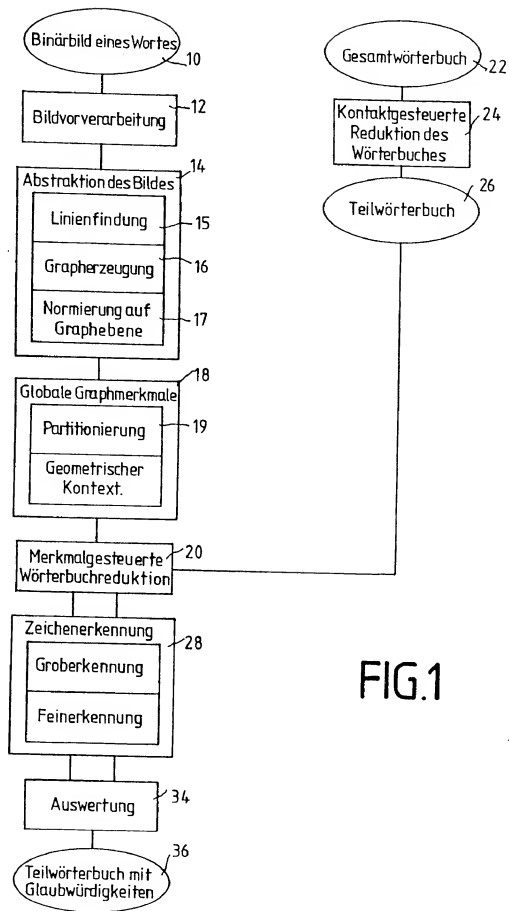 Binärbild eines Wortes
10
12
Bildvorverarbeitung
14
Abstraktion des Bildes
Linienfindung
15
Grapherzeugung
16
Normierung auf
Graphebene
17
18
Globale Graphmerkmale
Partitionierung
19
Geometrischer
Kontext.
Merkmalgesteuerte
Wörterbuchreduktion
20
Zeichenerkennung
28
Groberkennung
Feinerkennung
Auswertung
34
36
Teilwörterbuch mit
Glaubwürdigkeiten
Gesamtwörterbuch
22
Kontaktgesteuerte
Reduktion des
Wörterbuches
24
26
Teilwörterbuch
FIG.1